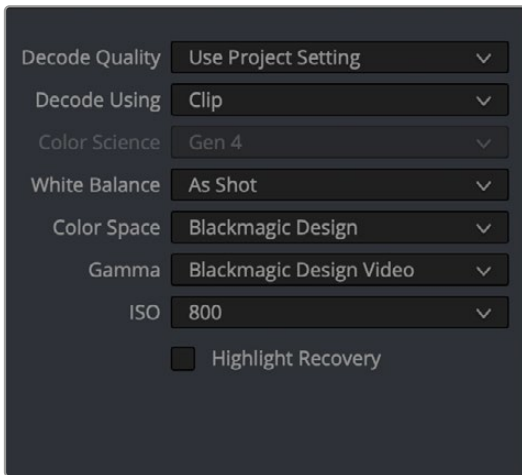 Decode Quality Use Project Setting
Decode Using Clip
Color Science Gen 4
White Balance As Shot
Color Space Blackmagic Design
Gamma Blackmagic Design Video
ISO 800
Highlight Recovery